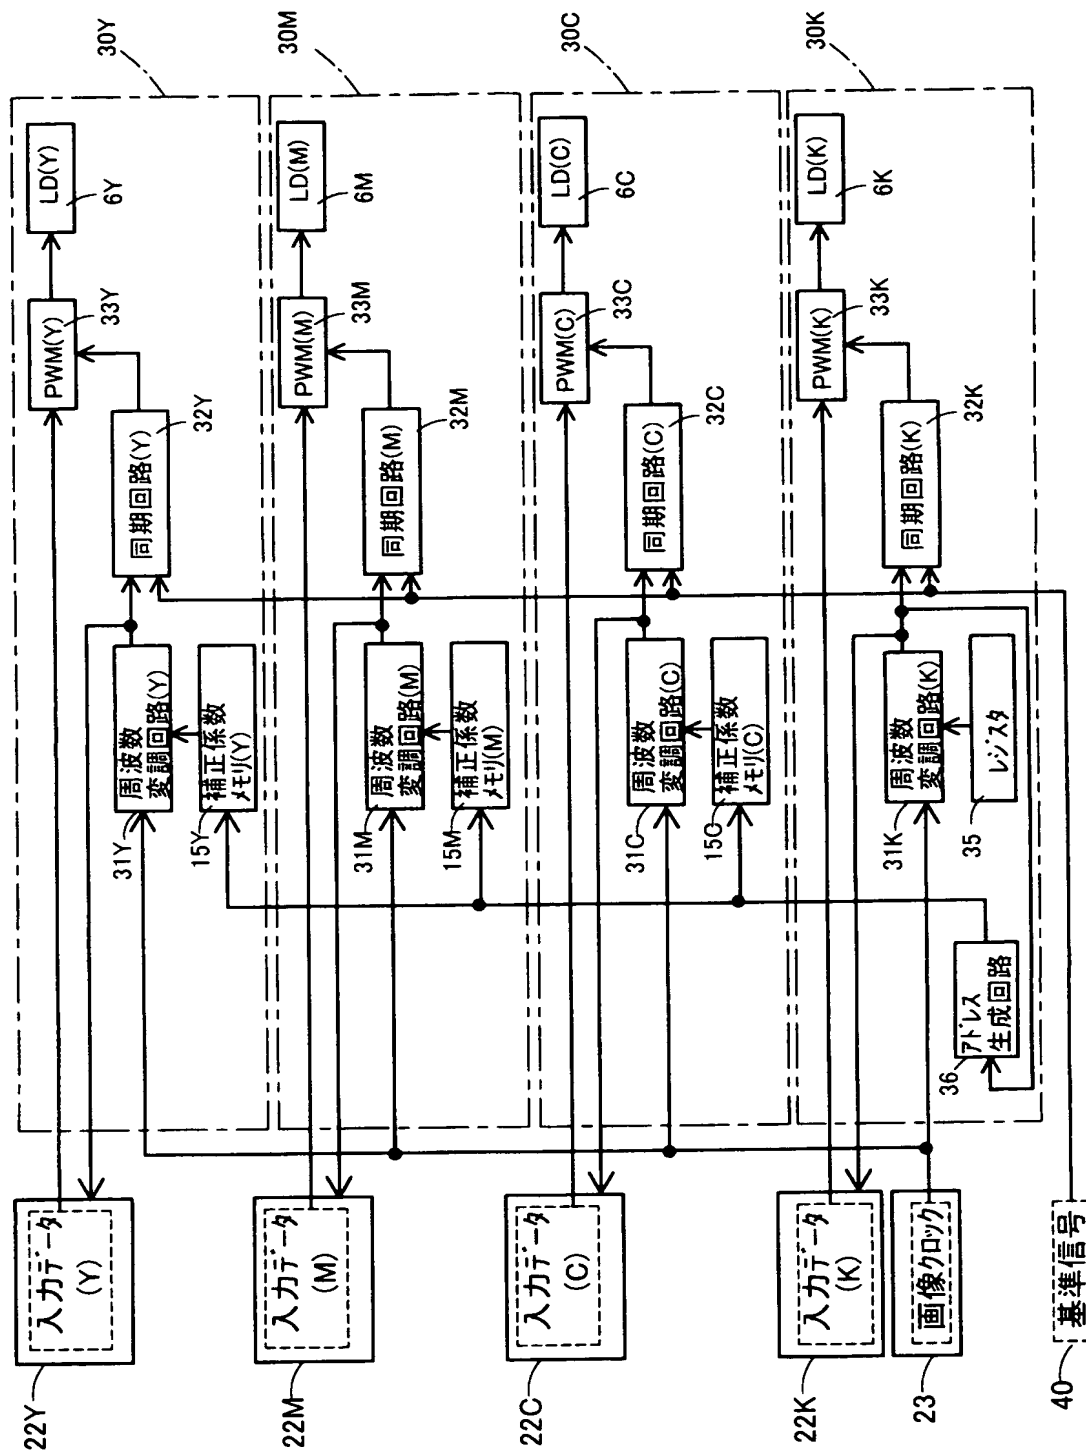 30Y
LD(Y)
6Y
PWM(Y)
33Y
同期回路(Y)
32Y
周波数
変調回路(Y)
31Y
補正係数
メモリ(Y)
15Y
入力データ
(Y)
22Y
30M
LD(M)
6M
PWM(M)
33M
同期回路(M)
32M
周波数
変調回路(M)
31M
補正係数
メモリ(M)
15M
入力データ
(M)
22M
30C
LD(C)
6C
PWM(C)
33C
同期回路(C)
32C
周波数
変調回路(C)
31C
補正係数
メモリ(C)
15C
入力データ
(C)
22C
30K
LD(K)
6K
PWM(K)
33K
同期回路(K)
32K
周波数
変調回路(K)
31K
レジスタ
35
アドレス
生成回路
36
入力データ
(K)
22K
画像クロック
23
基準信号
40